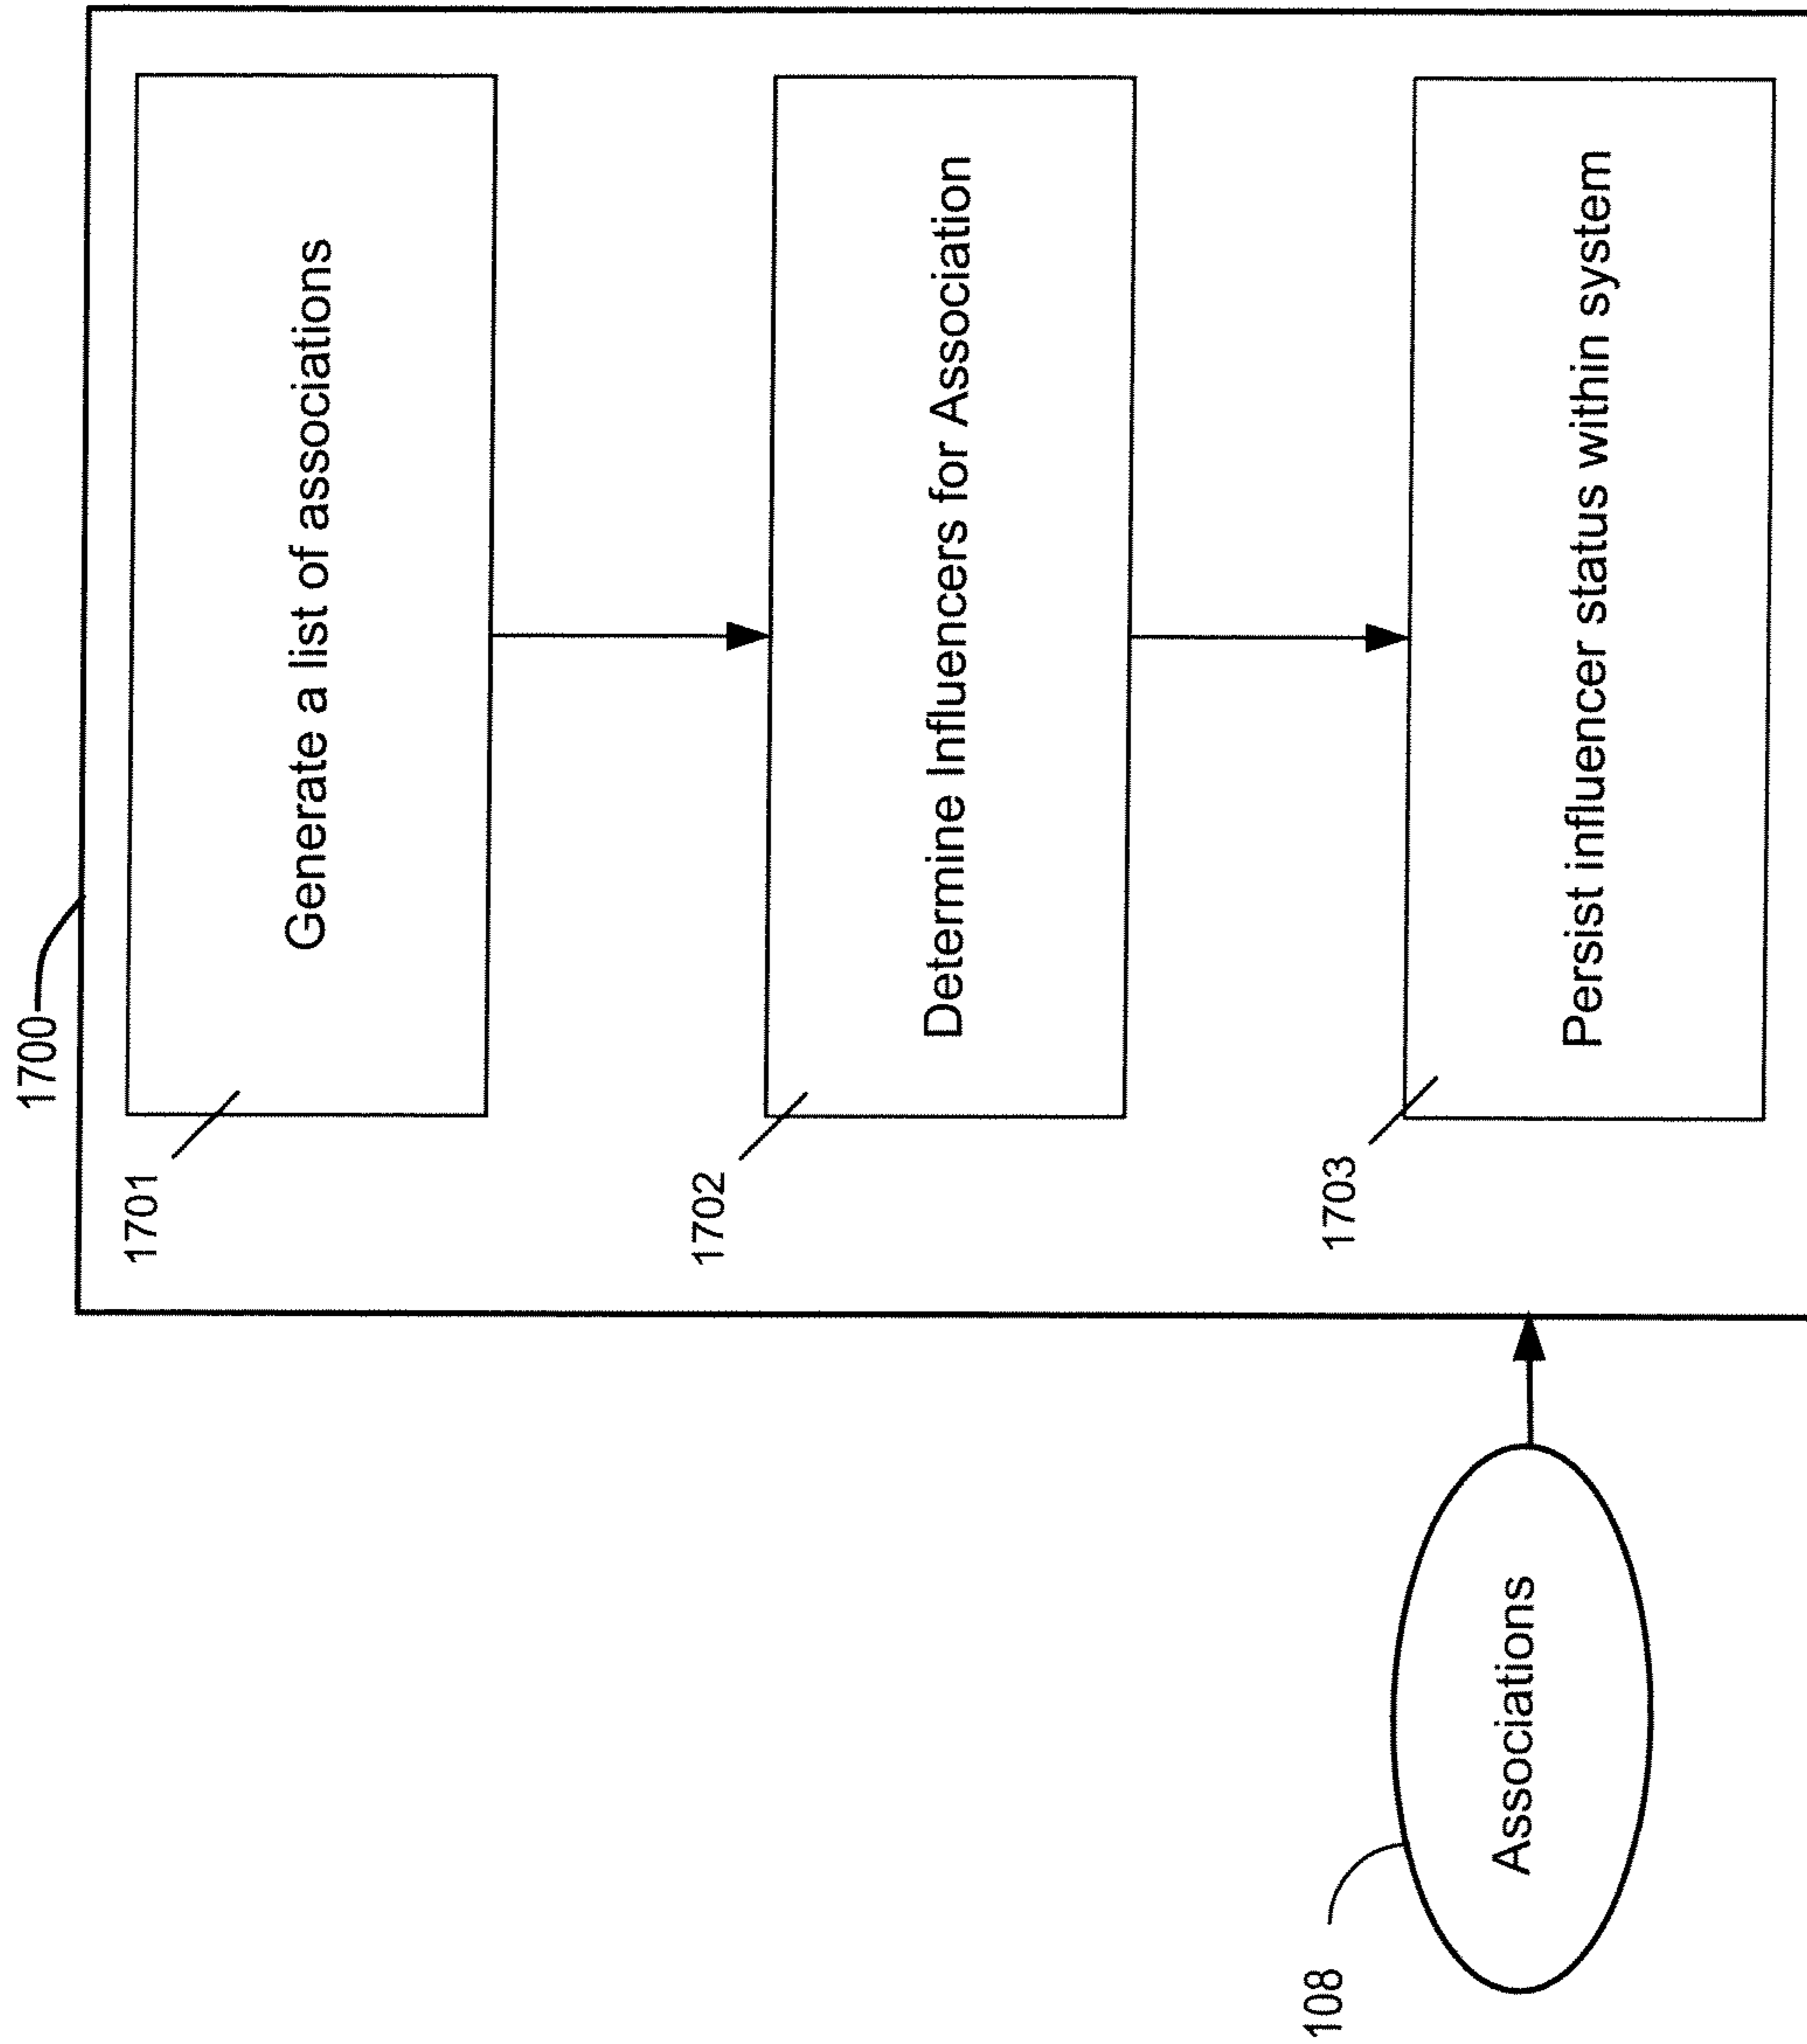 1700
1701
Generate a list of associations
1702
Determine Influencers for Association
1703
Persist influencer status within system
108
Associations